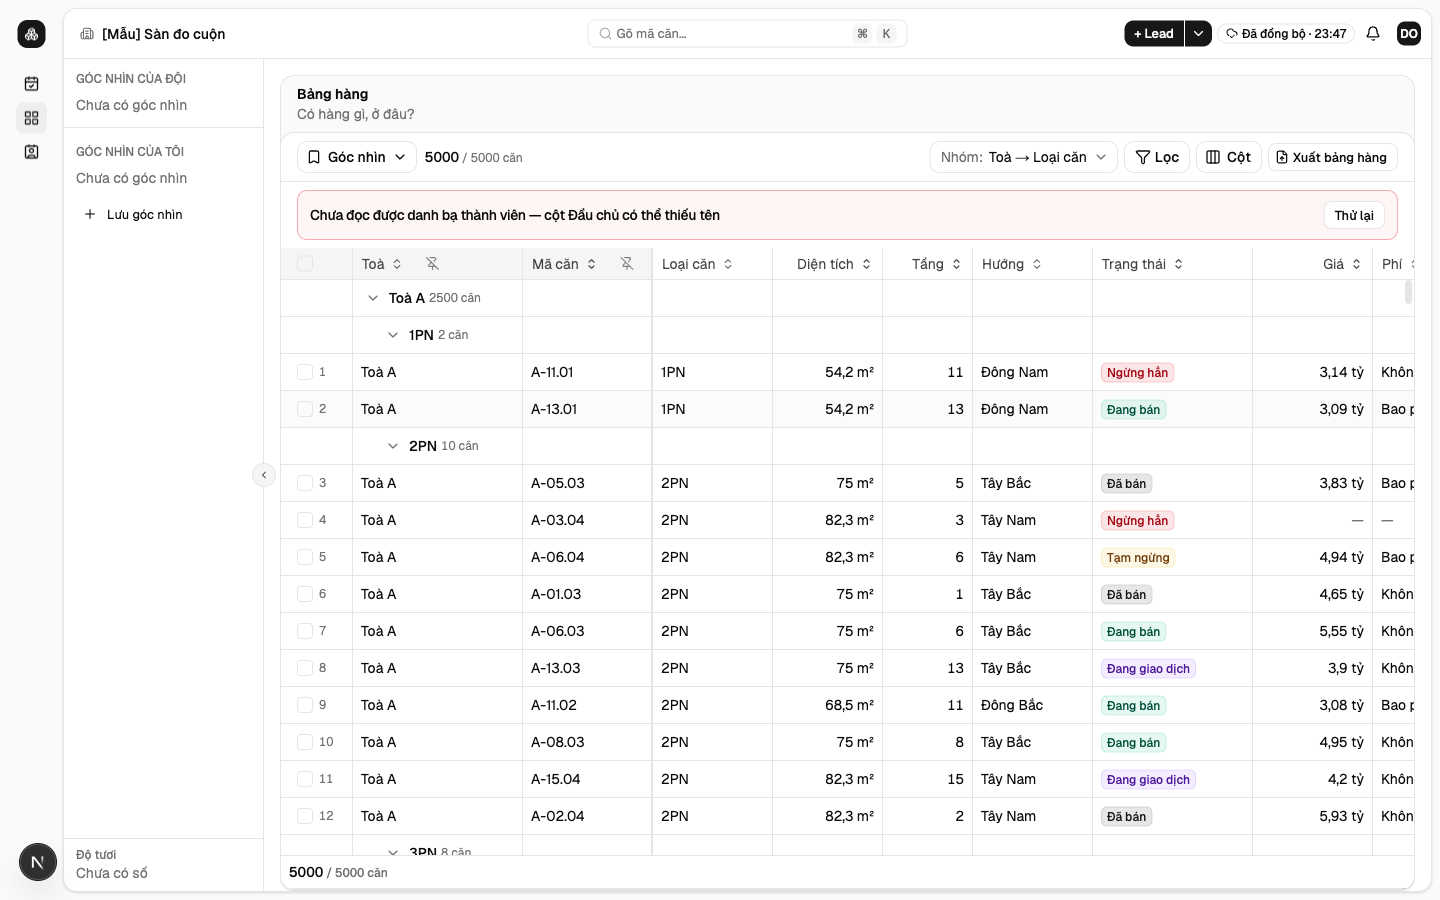 [Mẫu] Sàn đo cuộn
Gõ mã căn...
⌘ K
+ Lead
Đã đồng bộ · 23:47
DO
GÓC NHÌN CỦA ĐỘI
Chưa có góc nhìn
GÓC NHÌN CỦA TÔI
Chưa có góc nhìn
+ Lưu góc nhìn
Độ tươi
Chưa có số
N
Bảng hàng
Có hàng gì, ở đâu?
Góc nhìn
5000 / 5000 căn
Nhóm: Toà → Loại căn
Lọc
Cột
Xuất bảng hàng
Chưa đọc được danh bạ thành viên — cột Đầu chủ có thể thiếu tên
Thử lại
Toà Mã căn Loại căn Diện tích Tầng Hướng Trạng thái Giá Phí
Toà A 2500 căn
1PN 2 căn
1 Toà A A-11.01 1PN 54,2 m² 11 Đông Nam Ngừng hẳn 3,14 tỷ Khôn
2 Toà A A-13.01 1PN 54,2 m² 13 Đông Nam Đang bán 3,09 tỷ Bao p
2PN 10 căn
3 Toà A A-05.03 2PN 75 m² 5 Tây Bắc Đã bán 3,83 tỷ Bao p
4 Toà A A-03.04 2PN 82,3 m² 3 Tây Nam Ngừng hẳn — —
5 Toà A A-06.04 2PN 82,3 m² 6 Tây Nam Tạm ngừng 4,94 tỷ Bao p
6 Toà A A-01.03 2PN 75 m² 1 Tây Bắc Đã bán 4,65 tỷ Khôn
7 Toà A A-06.03 2PN 75 m² 6 Tây Bắc Đang bán 5,55 tỷ Khôn
8 Toà A A-13.03 2PN 75 m² 13 Tây Bắc Đang giao dịch 3,9 tỷ Khôn
9 Toà A A-11.02 2PN 68,5 m² 11 Đông Bắc Đang bán 3,08 tỷ Bao p
10 Toà A A-08.03 2PN 75 m² 8 Tây Bắc Đang bán 4,95 tỷ Khôn
11 Toà A A-15.04 2PN 82,3 m² 15 Tây Nam Đang giao dịch 4,2 tỷ Khôn
12 Toà A A-02.04 2PN 82,3 m² 2 Tây Nam Đã bán 5,93 tỷ Khôn
3PN 8 căn
5000 / 5000 căn